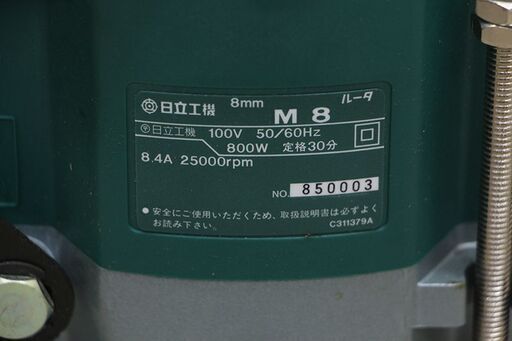 日立工機 8mm M 8 ルータ
日立工機 100V 50/60Hz
800W 定格30分
8.4A 25000rpm
NO. 850003
●安全にご使用いただくため、取扱説明書は必ずよく
お読み下さい。
C311379A